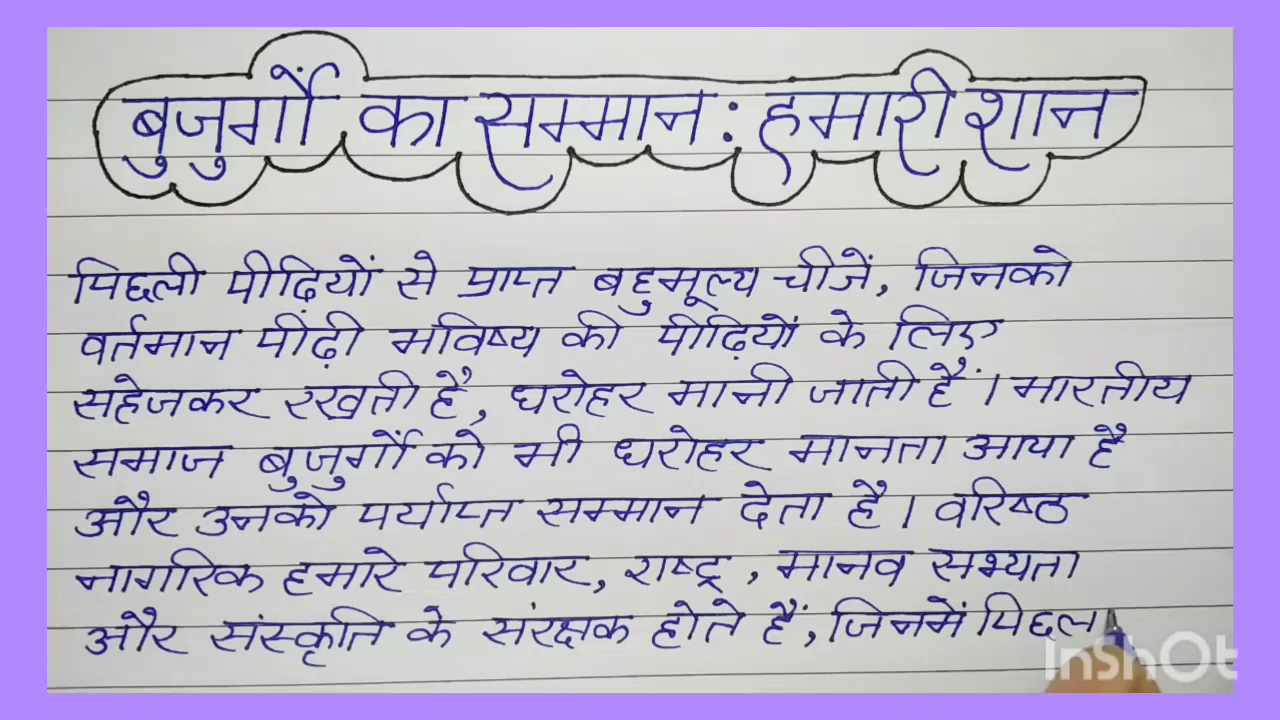 बुजुर्गों का सम्मान : हमारी शान
पिछली पीढ़ियों से प्राप्त बहुमूल्य चीजें, जिनको
वर्तमान पीढ़ी भविष्य की पीढ़ियों के लिए
सहेजकर रखती है, धरोहर मानी जाती हैं। भारतीय
समाज बुजुर्गों को भी धरोहर मानता आया है
और उनको पर्याप्त सम्मान देता है। वरिष्ठ
नागरिक हमारे परिवार, राष्ट्र, मानव सभ्यता
और संस्कृति के संरक्षक होते हैं, जिनमें पिछल
InShOt